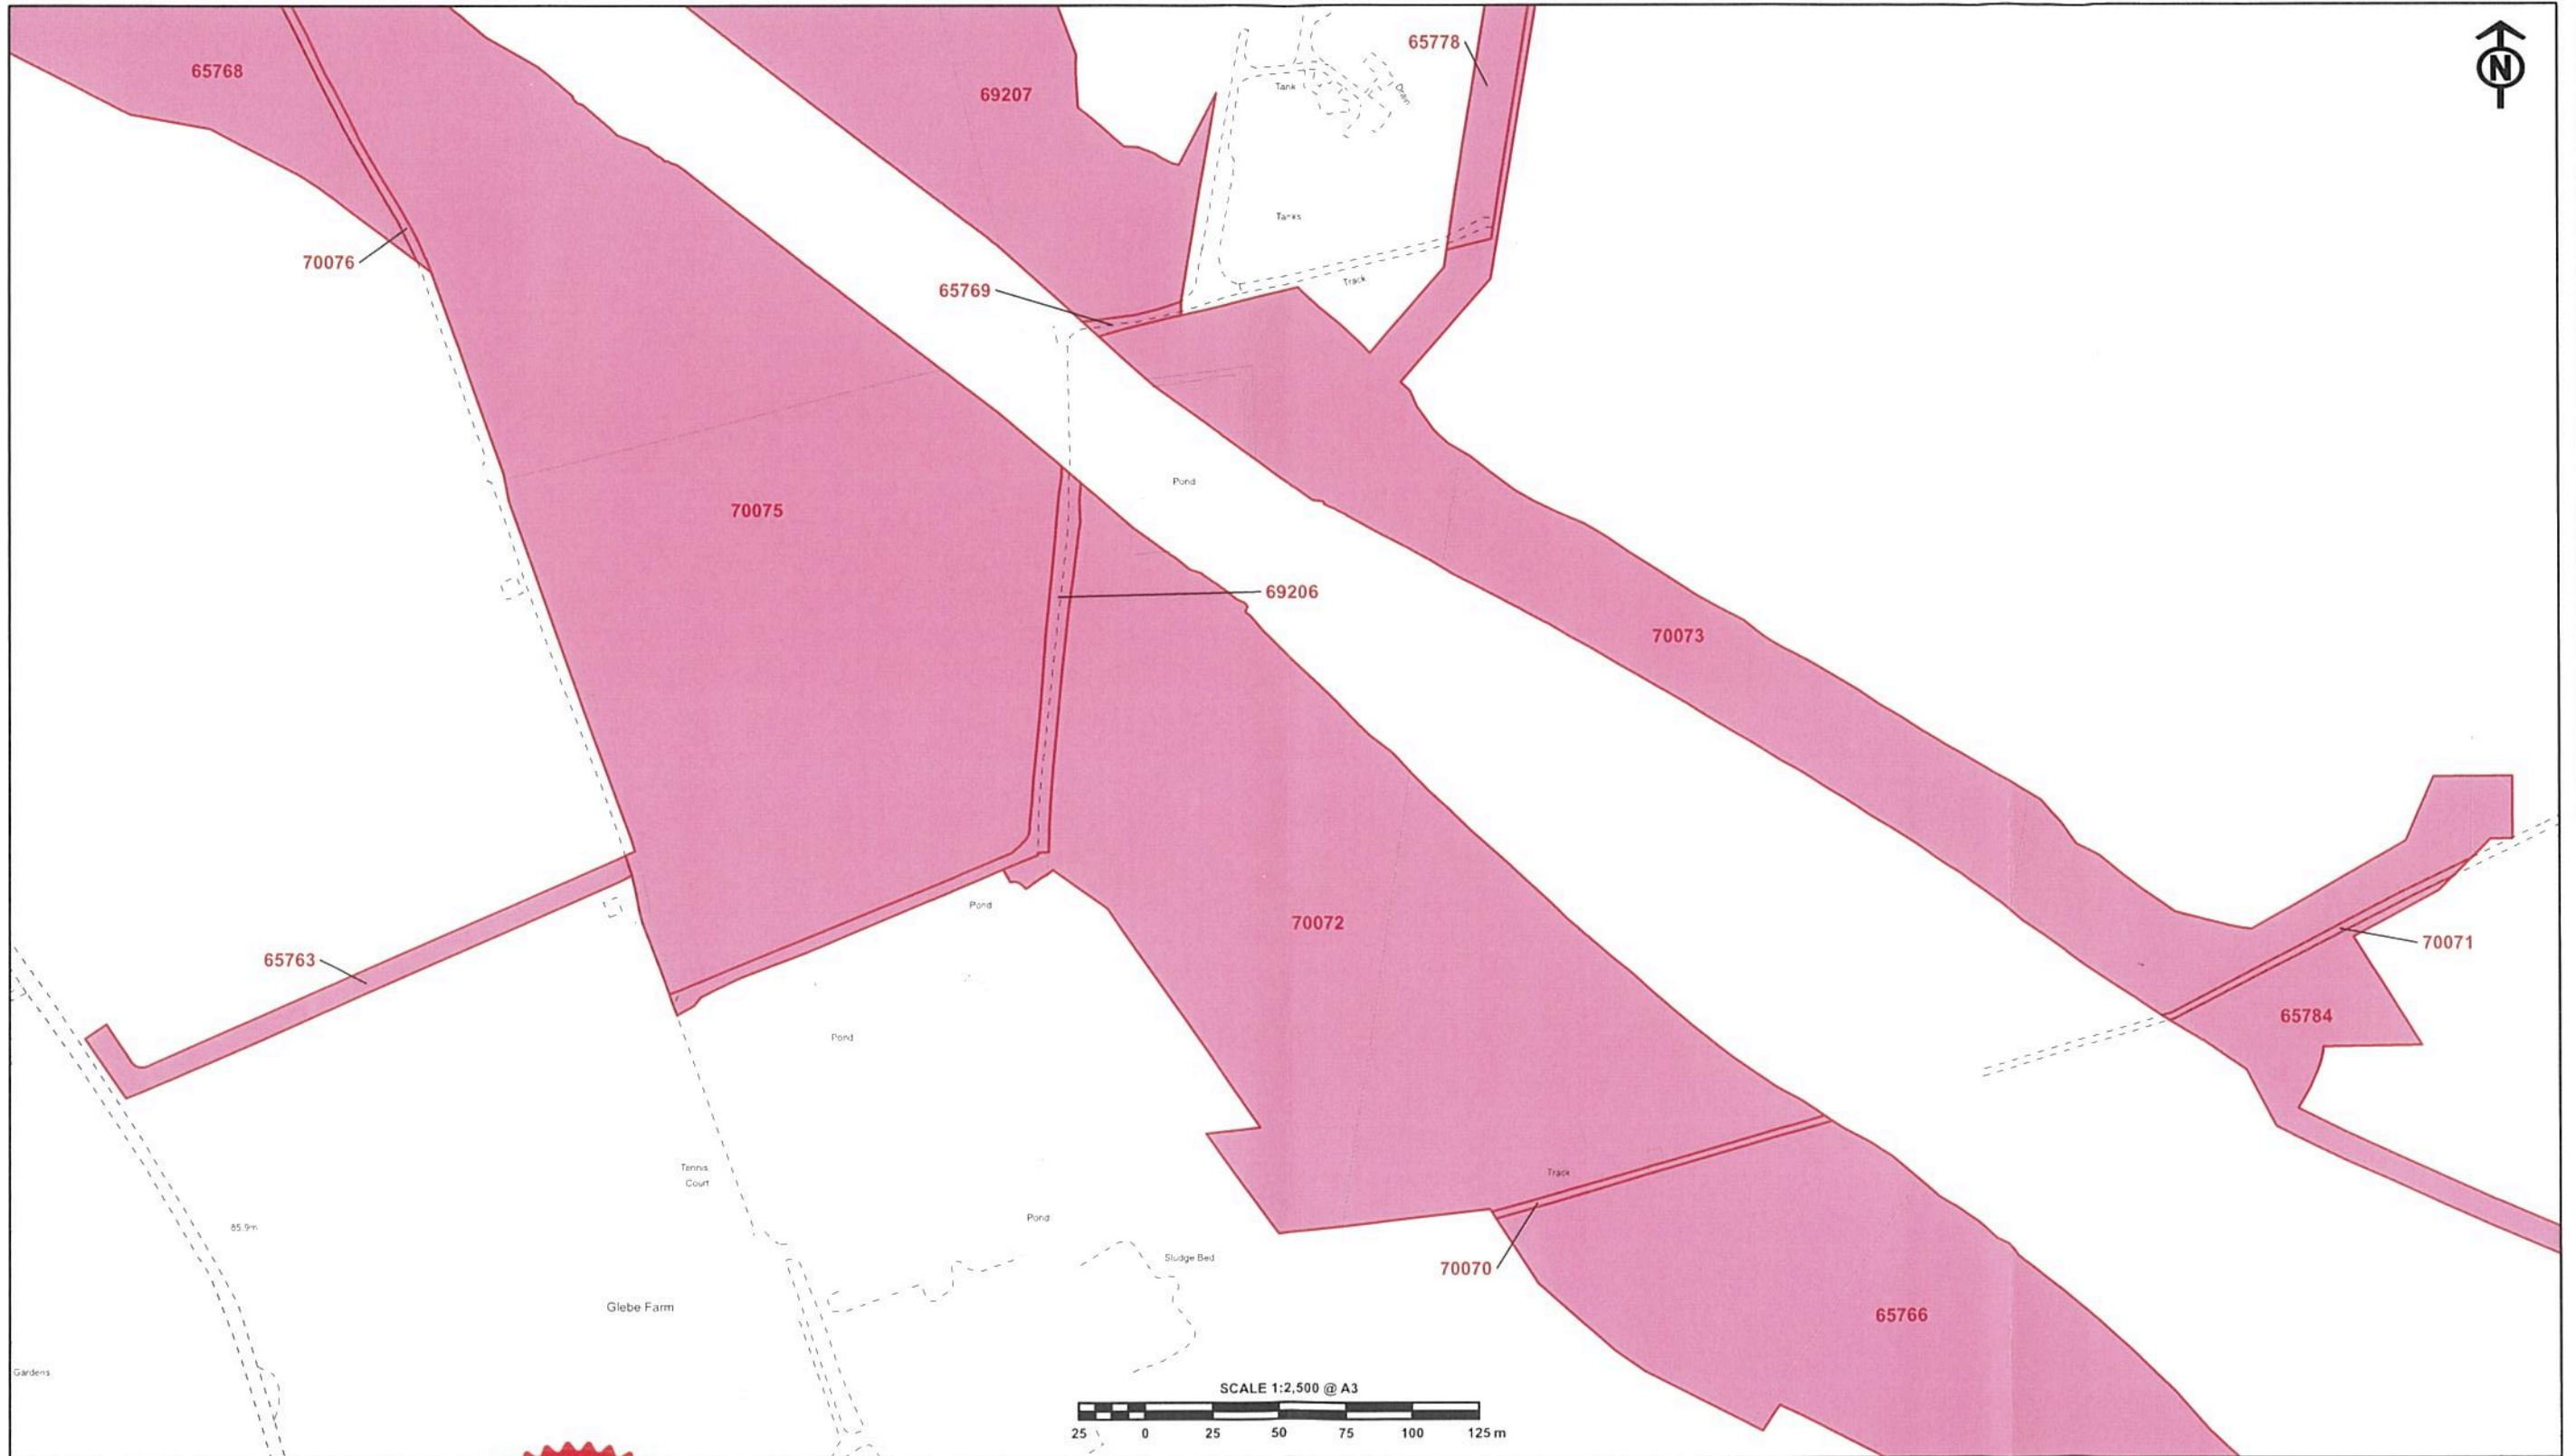 65778
65768
69207
N
Tank
Drain
Tanks
70076
Track
65769
Pond
70075
69206
70073
Pond
70072
70071
65763
65784
Pond
Tennis
Court
Track
Pond
85.9m
Sludge Bed
70070
Glebe Farm
65766
Gardens
SCALE 1:2,500 @ A3
25 0 25 50 75 100 125 m